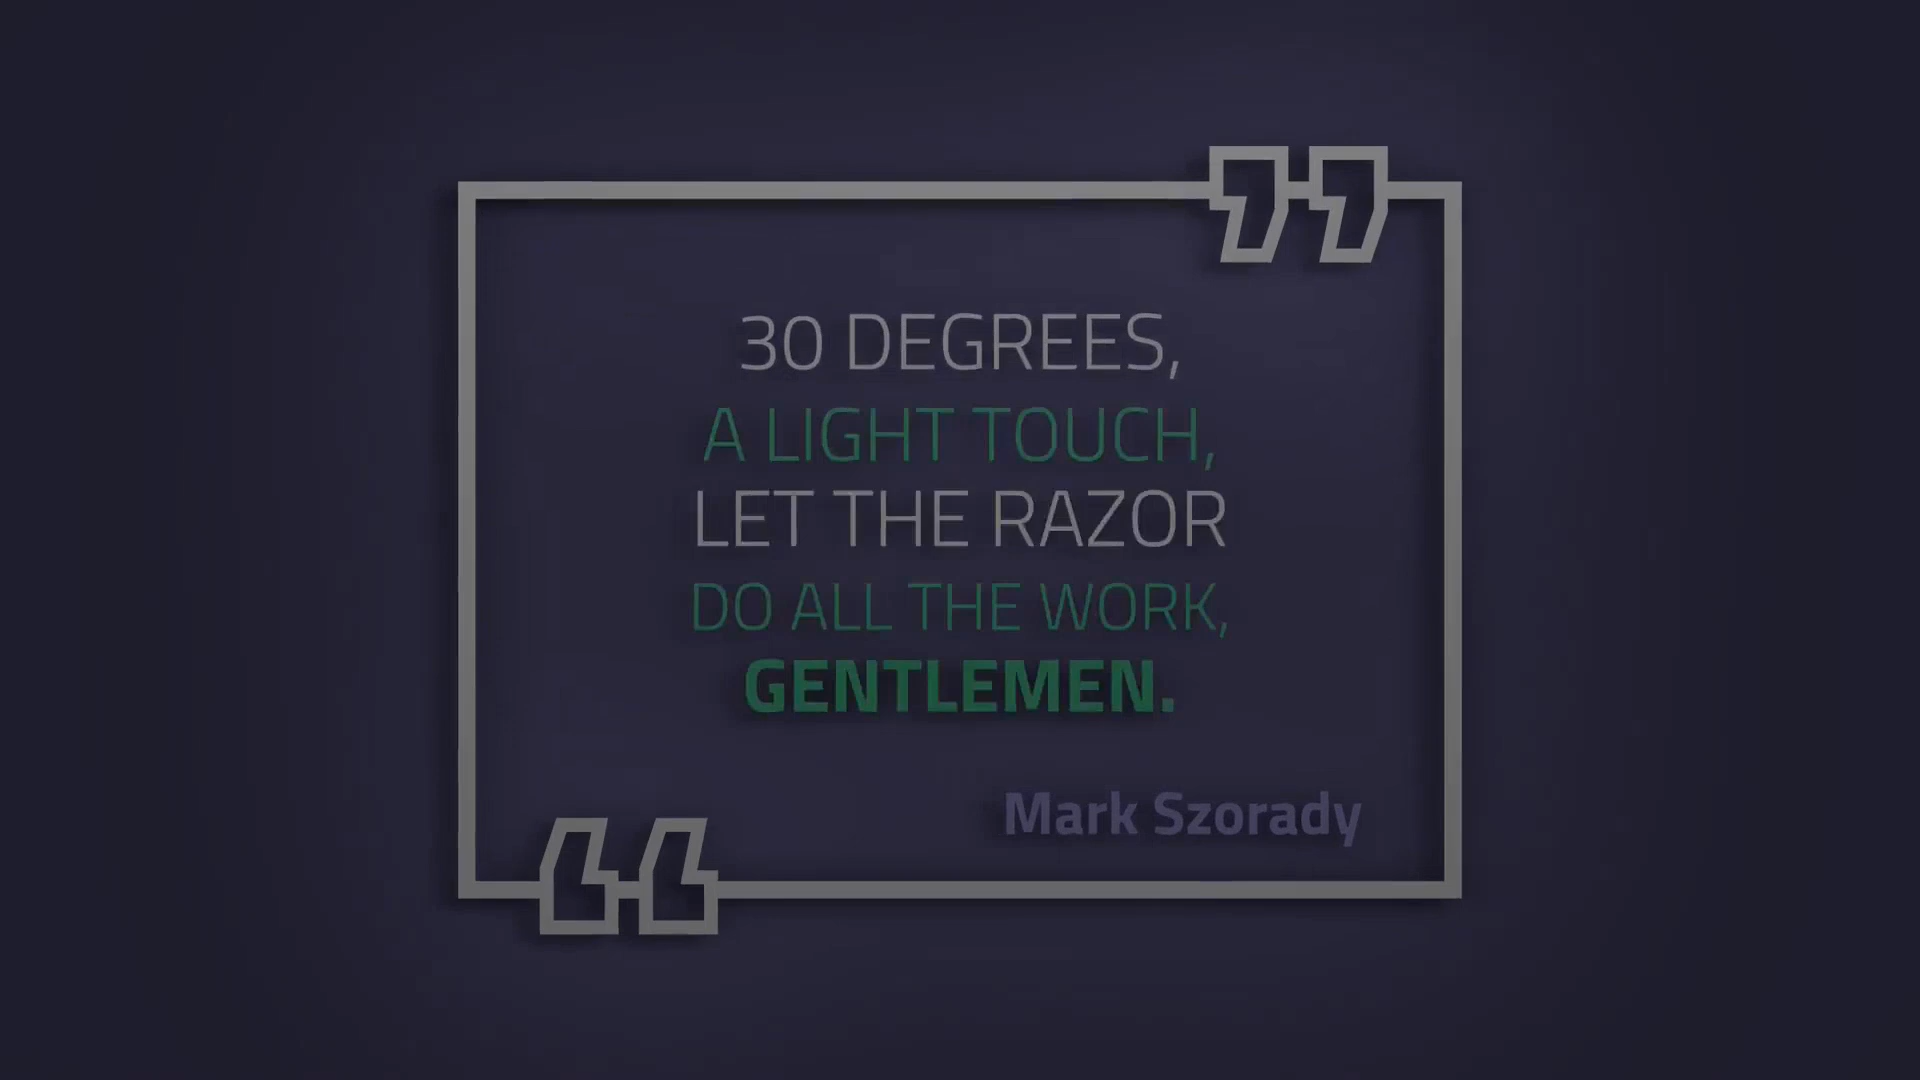 30 DEGREES,
A LIGHT TOUCH,
LET THE RAZOR
DO ALL THE WORK,
GENTLEMEN.
Mark Szorady